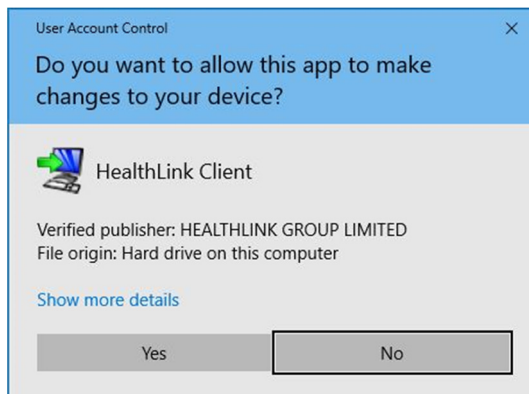 User Account Control
Do you want to allow this app to make
changes to your device?
HealthLink Client
Verified publisher: HEALTHLINK GROUP LIMITED
File origin: Hard drive on this computer
Show more details
Yes
No